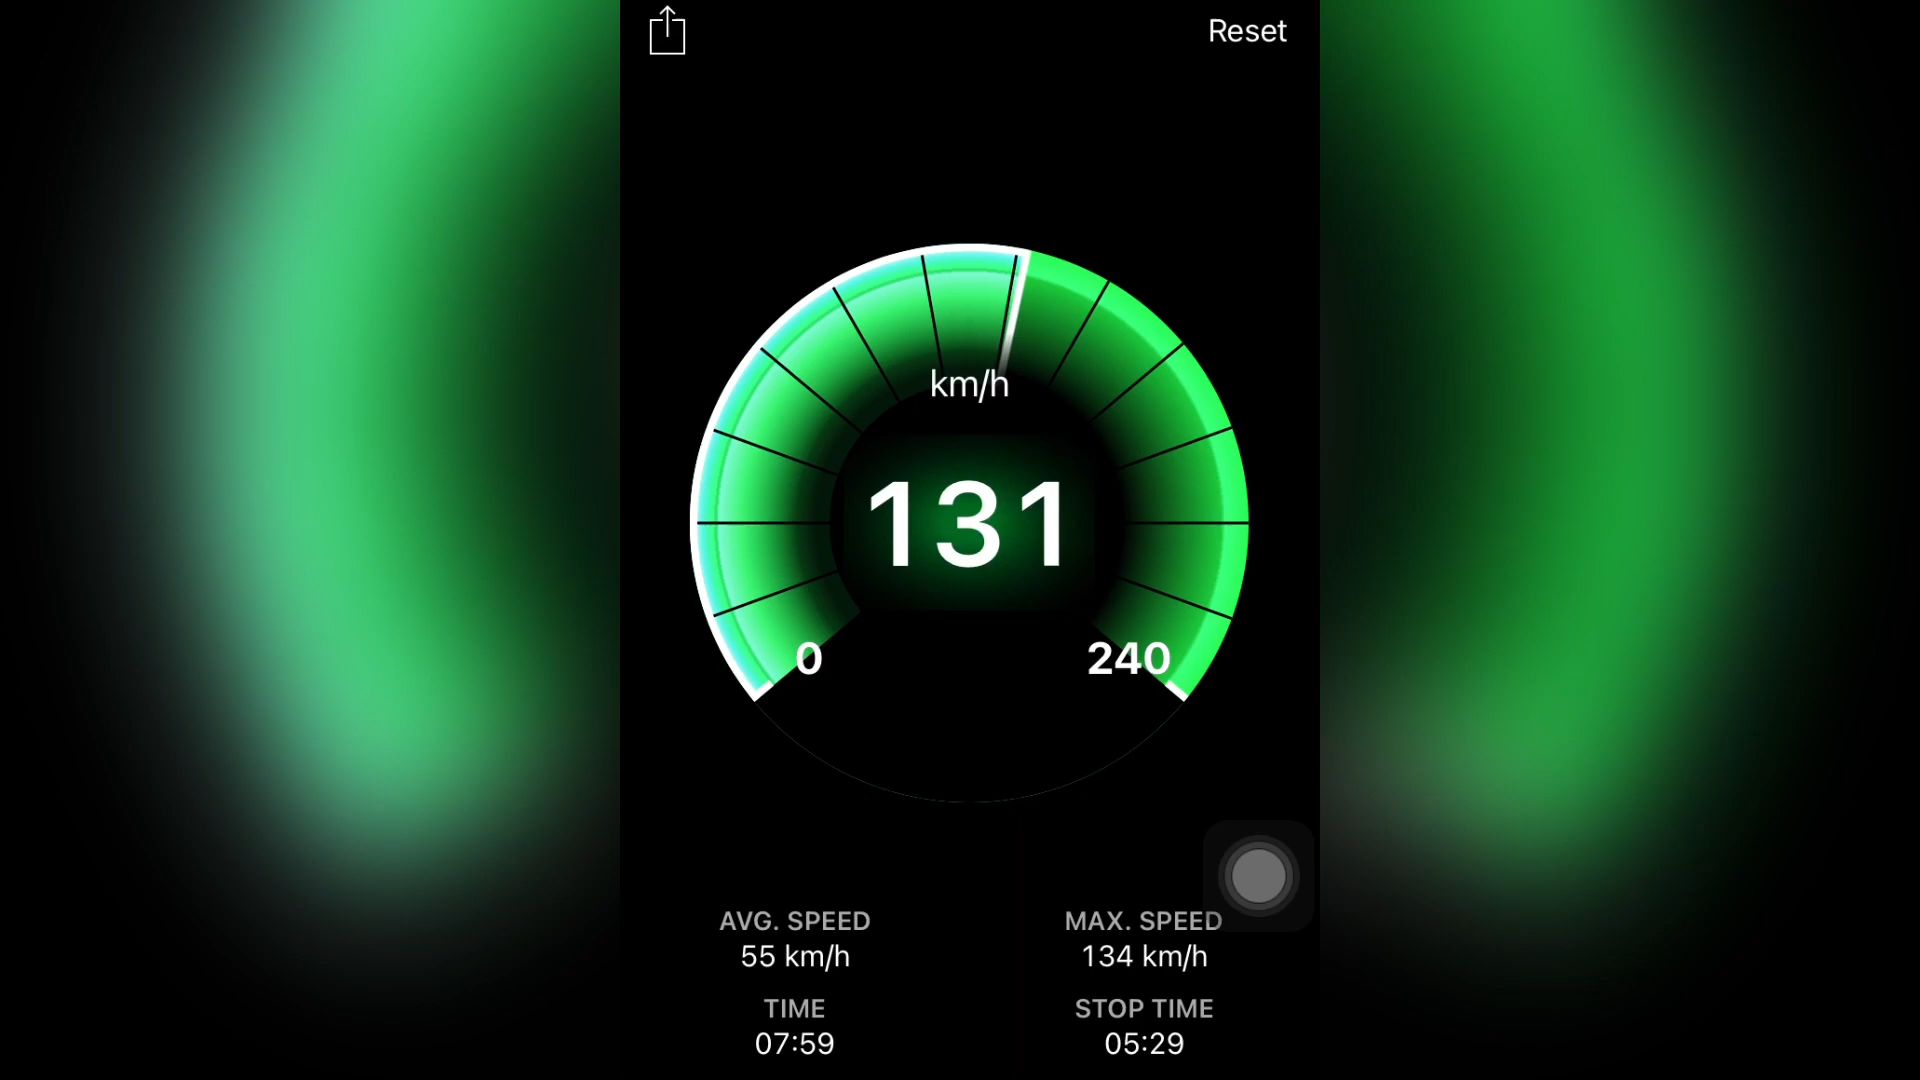 Reset
km/h
131
0
240
AVG. SPEED
55 km/h
MAX. SPEED
134 km/h
TIME
07:59
STOP TIME
05:29